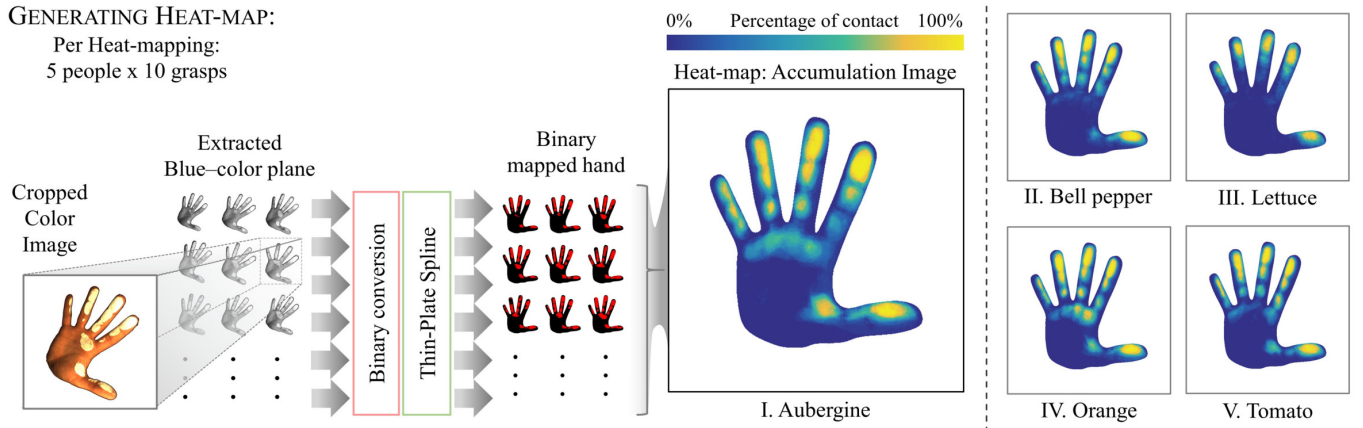 GENERATING HEAT-MAP:
Per Heat-mapping:
5 people x 10 grasps
Cropped
Color
Image
Extracted
Blue–color plane
Binary conversion
Thin-Plate Spline
Binary
mapped hand
0% Percentage of contact 100%
Heat-map: Accumulation Image
I. Aubergine
II. Bell pepper
III. Lettuce
IV. Orange
V. Tomato